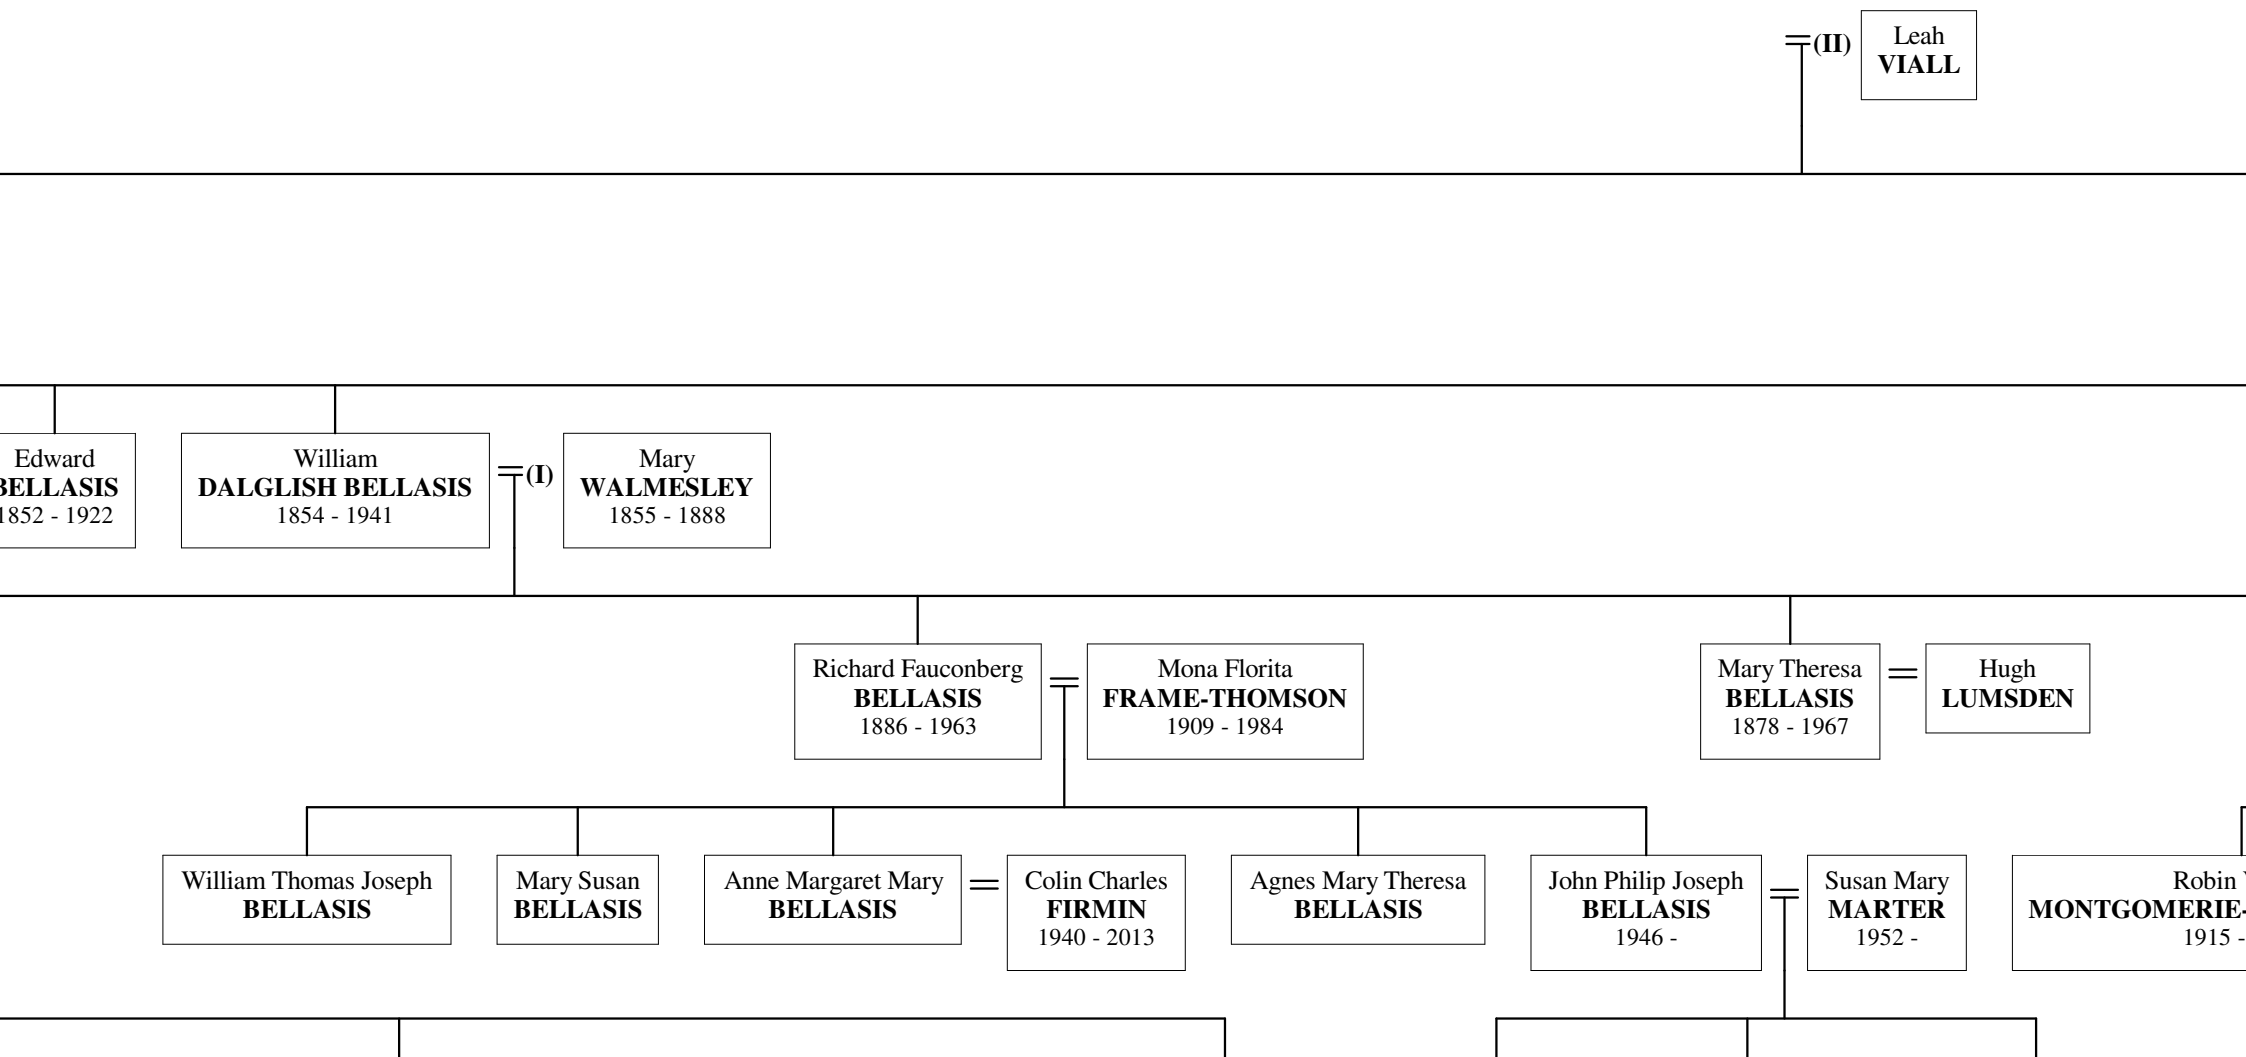 (II)
Leah
VIALL
Edward
BELLASIS
1852 - 1922
William
DALGLISH BELLASIS
1854 - 1941
(I)
Mary
WALMESLEY
1855 - 1888
Richard Fauconberg
BELLASIS
1886 - 1963
Mona Florita
FRAME-THOMSON
1909 - 1984
Mary Theresa
BELLASIS
1878 - 1967
Hugh
LUMSDEN
William Thomas Joseph
BELLASIS
Mary Susan
BELLASIS
Anne Margaret Mary
BELLASIS
Colin Charles
FIRMIN
1940 - 2013
Agnes Mary Theresa
BELLASIS
John Philip Joseph
BELLASIS
1946 -
Susan Mary
MARTER
1952 -
Robin
MONTGOMERIE-
1915 -